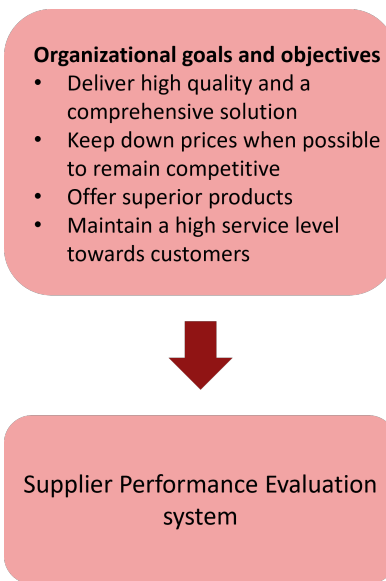 Organizational goals and objectives
• Deliver high quality and a
comprehensive solution
• Keep down prices when possible
to remain competitive
• Offer superior products
• Maintain a high service level
towards customers
Supplier Performance Evaluation
system